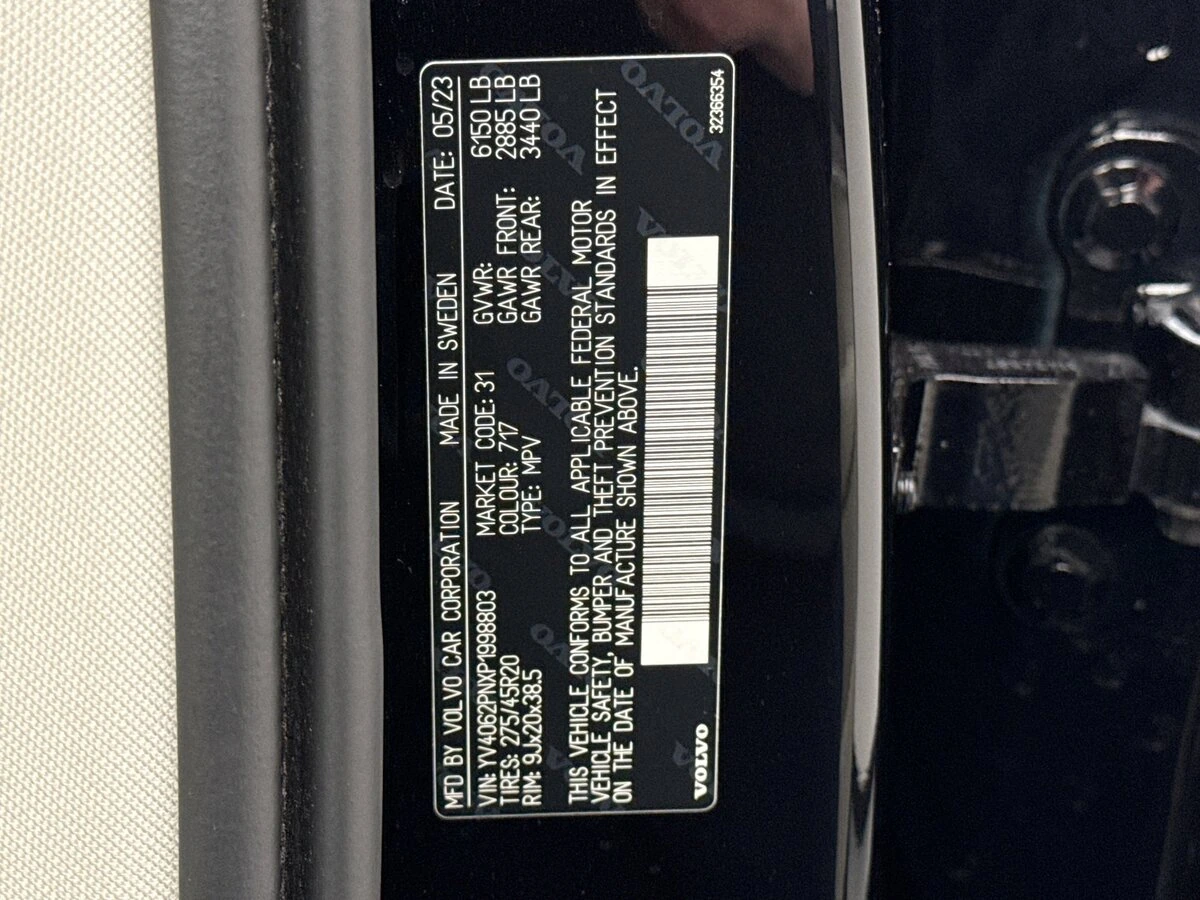 MFD BY VOLVO CAR CORPORATION MADE IN SWEDEN DATE: 05/23
VIN: YV4062PNXP1998803 MARKET CODE: 31 GVWR: 6150 LB
TIRES: 275/45R20 COLOUR: 717 GAWR FRONT: 2885 LB
RIM: 9Jx20x38.5 TYPE: MPV GAWR REAR: 3440 LB
THIS VEHICLE CONFORMS TO ALL APPLICABLE FEDERAL MOTOR
VEHICLE SAFETY, BUMPER AND THEFT PREVENTION STANDARDS IN EFFECT
ON THE DATE OF MANUFACTURE SHOWN ABOVE.
VOLVO 32366354